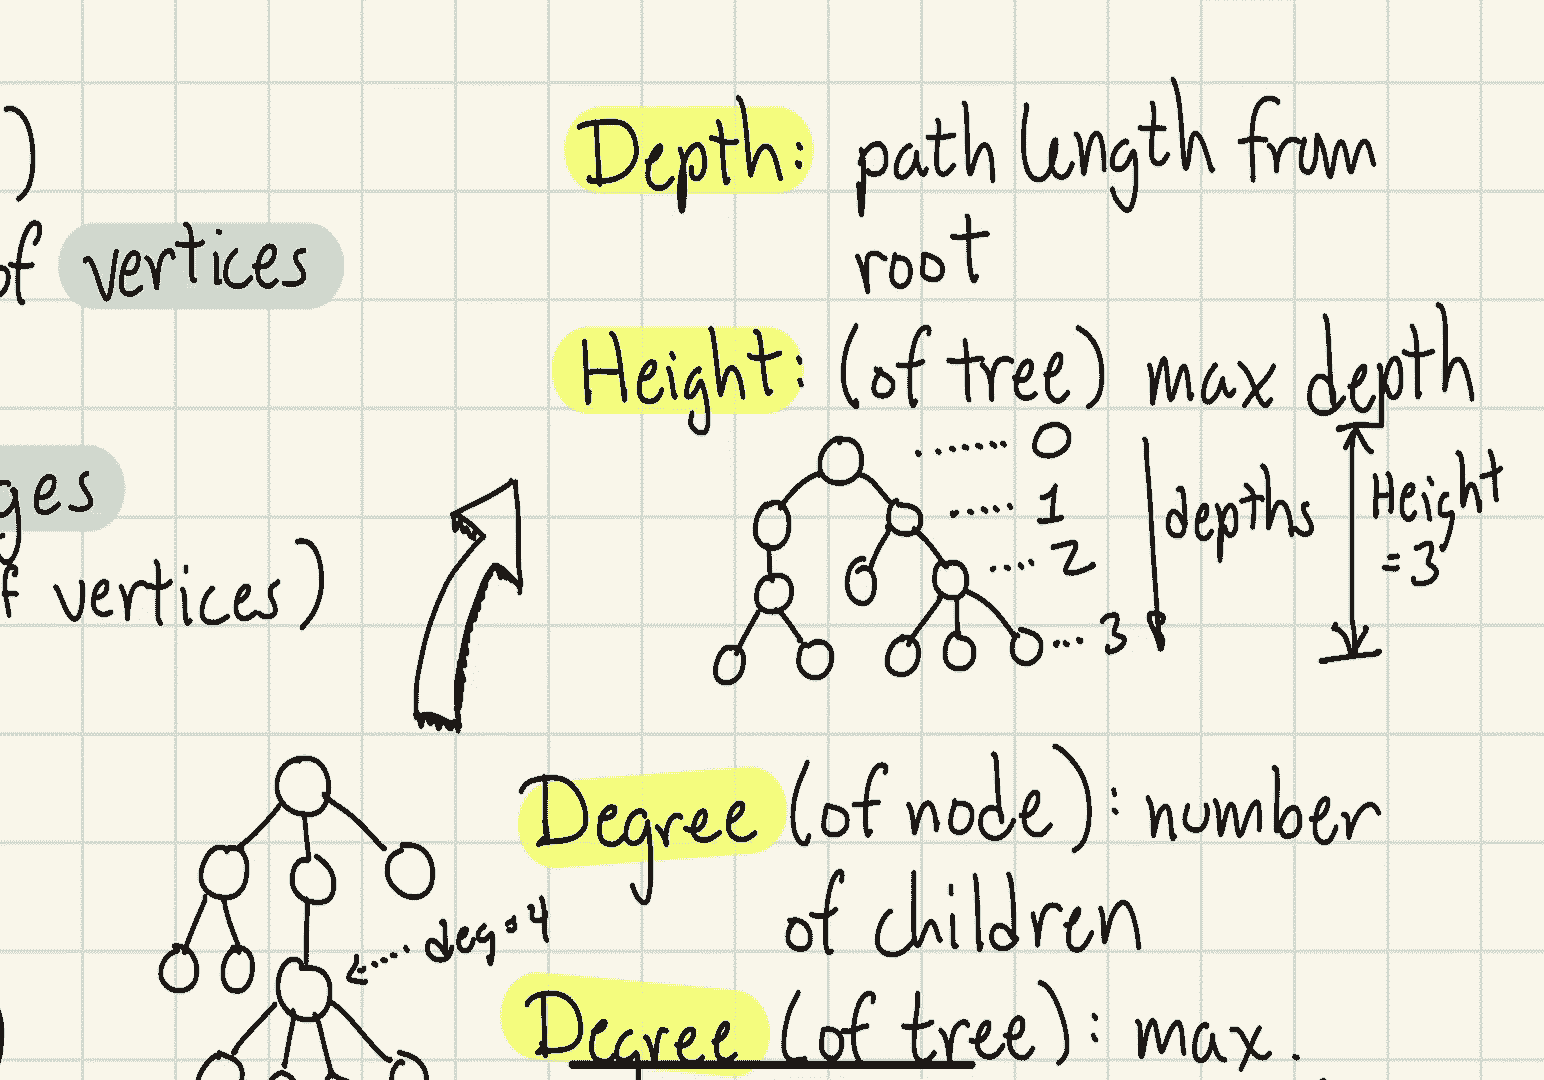 )
of vertices
ges
f vertices)
Depth: path length from
root
Height: (of tree) max depth
0
1
2
3
depths
Height
=3
deg=4
Degree (of node): number
of children
Degree (of tree): max.